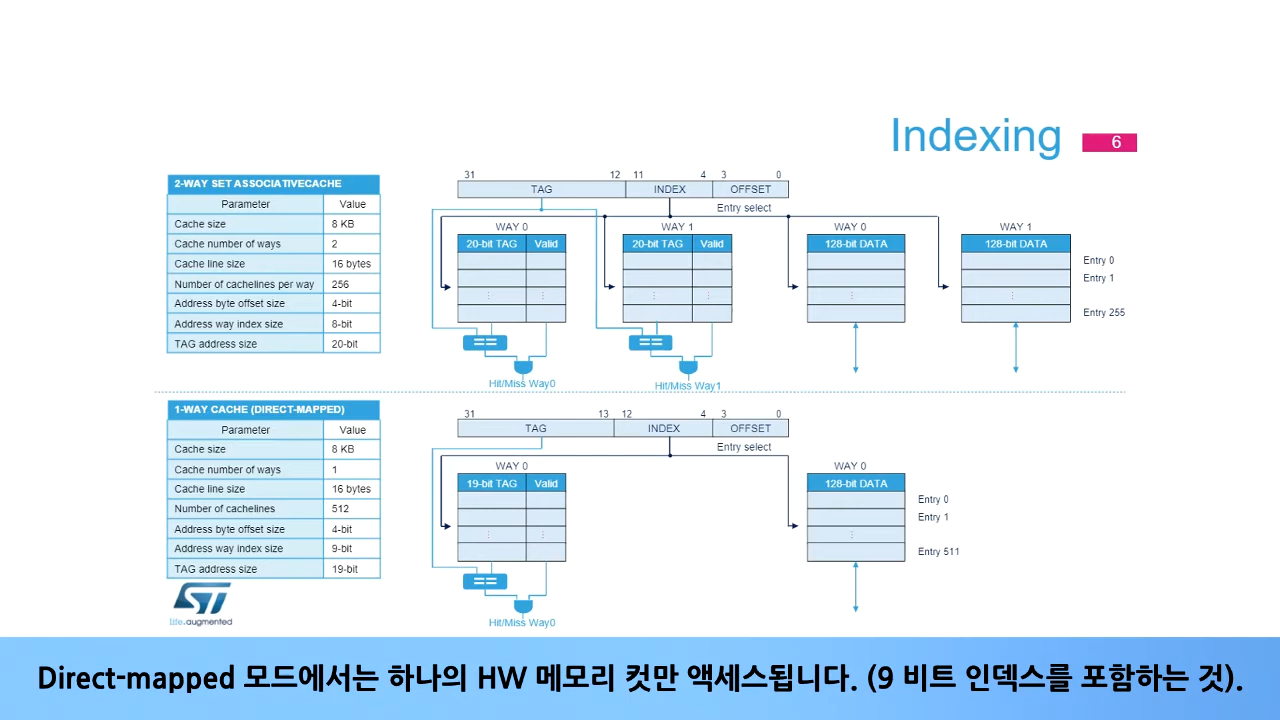 Indexing
6
2-WAY SET ASSOCIATIVECACHE
Parameter Value
Cache size 8 KB
Cache number of ways 2
Cache line size 16 bytes
Number of cachelines per way 256
Address byte offset size 4-bit
Address way index size 8-bit
TAG address size 20-bit
31 12 11 4 3 0
TAG INDEX OFFSET
Entry select
WAY 0 WAY 1 WAY 0 WAY 1
20-bit TAG Valid 20-bit TAG Valid 128-bit DATA 128-bit DATA
Entry 0
Entry 1
Entry 255
Hit/Miss Way0 Hit/Miss Way1
1-WAY CACHE (DIRECT-MAPPED)
Parameter Value
Cache size 8 KB
Cache number of ways 1
Cache line size 16 bytes
Number of cachelines 512
Address byte offset size 4-bit
Address way index size 9-bit
TAG address size 19-bit
31 13 12 4 3 0
TAG INDEX OFFSET
Entry select
WAY 0 WAY 0
19-bit TAG Valid 128-bit DATA
Entry 0
Entry 1
Entry 511
Hit/Miss Way0
ST
life.augmented
Direct-mapped 모드에서는 하나의 HW 메모리 컷만 액세스됩니다. (9 비트 인덱스를 포함하는 것).